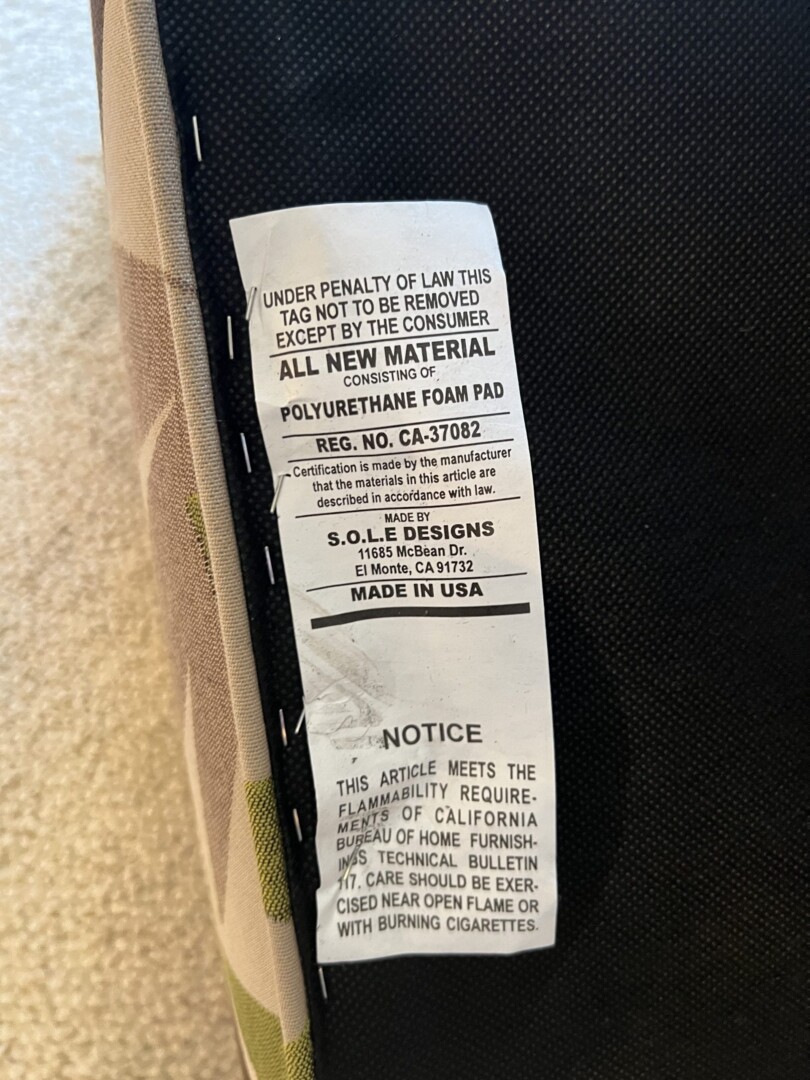 UNDER PENALTY OF LAW THIS
TAG NOT TO BE REMOVED
EXCEPT BY THE CONSUMER
ALL NEW MATERIAL
CONSISTING OF
POLYURETHANE FOAM PAD
REG. NO. CA-37082
Certification is made by the manufacturer
that the materials in this article are
described in accordance with law.
MADE BY
S.O.L.E DESIGNS
11685 McBean Dr.
El Monte, CA 91732
MADE IN USA
NOTICE
THIS ARTICLE MEETS THE
FLAMMABILITY REQUIRE-
MENTS OF CALIFORNIA
BUREAU OF HOME FURNISH-
INGS TECHNICAL BULLETIN
117. CARE SHOULD BE EXER-
CISED NEAR OPEN FLAME OR
WITH BURNING CIGARETTES.